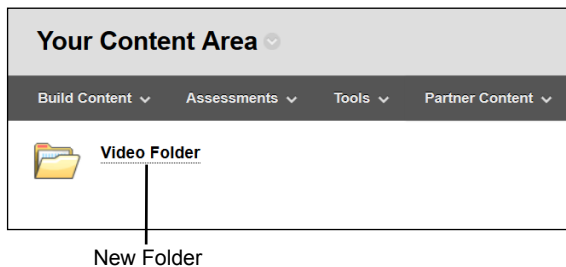 Your Content Area
Build Content Assessments Tools Partner Content
Video Folder
New Folder